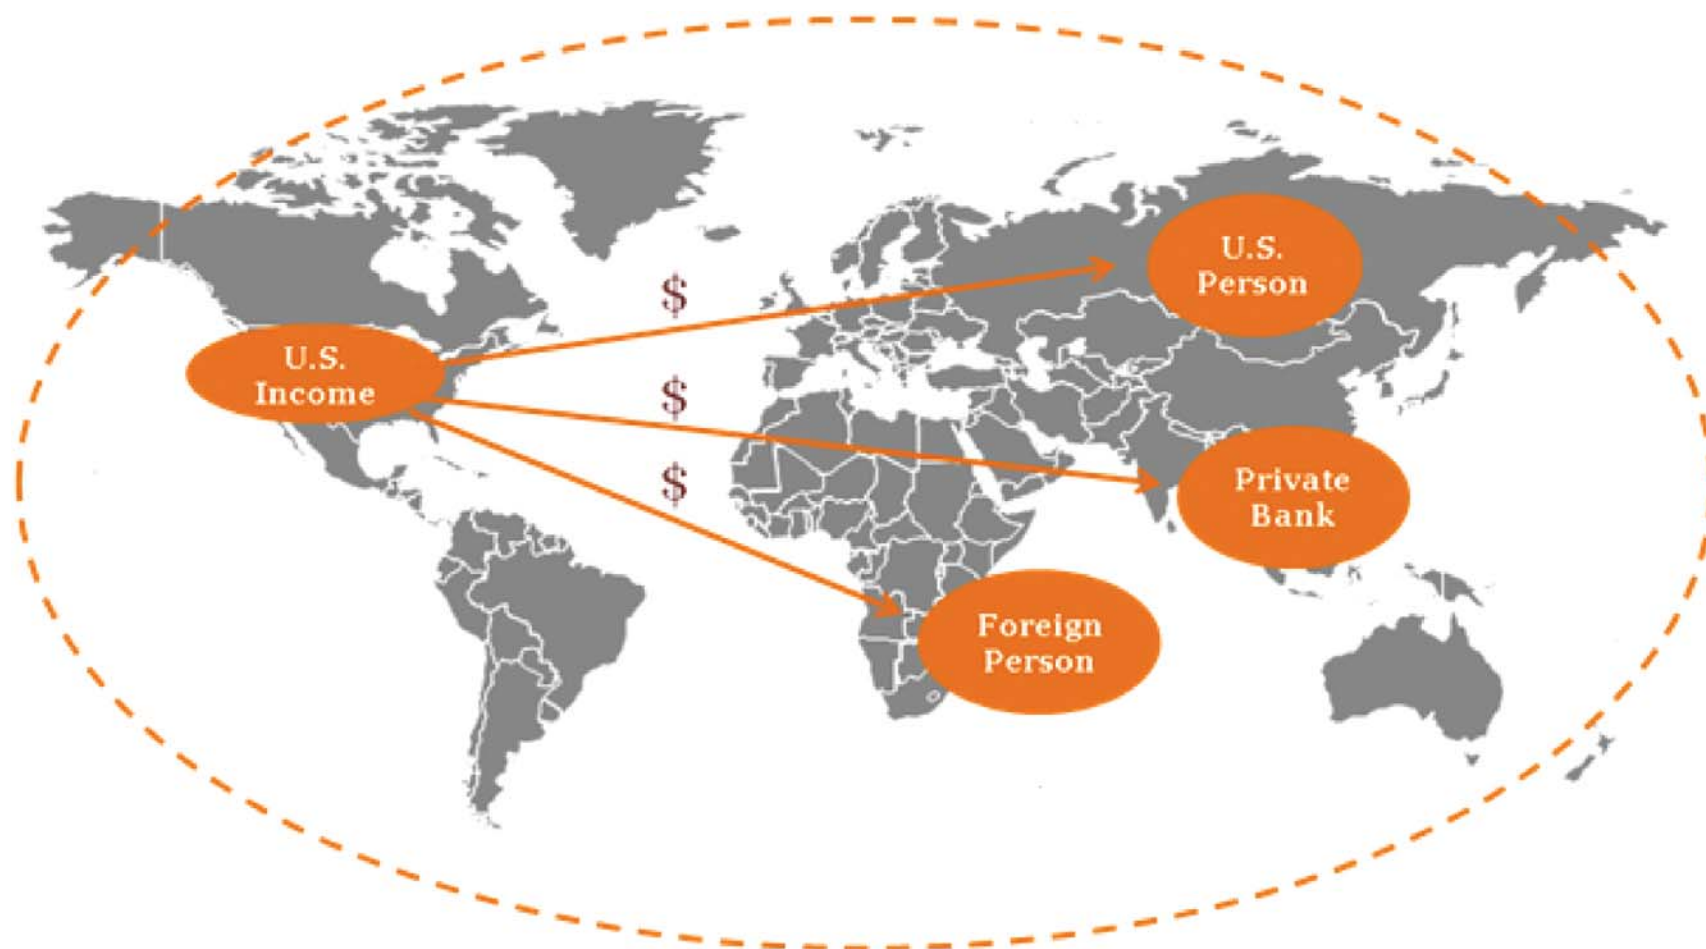 U.S.
Person
$
U.S.
Income
$
$
Private
Bank
Foreign
Person